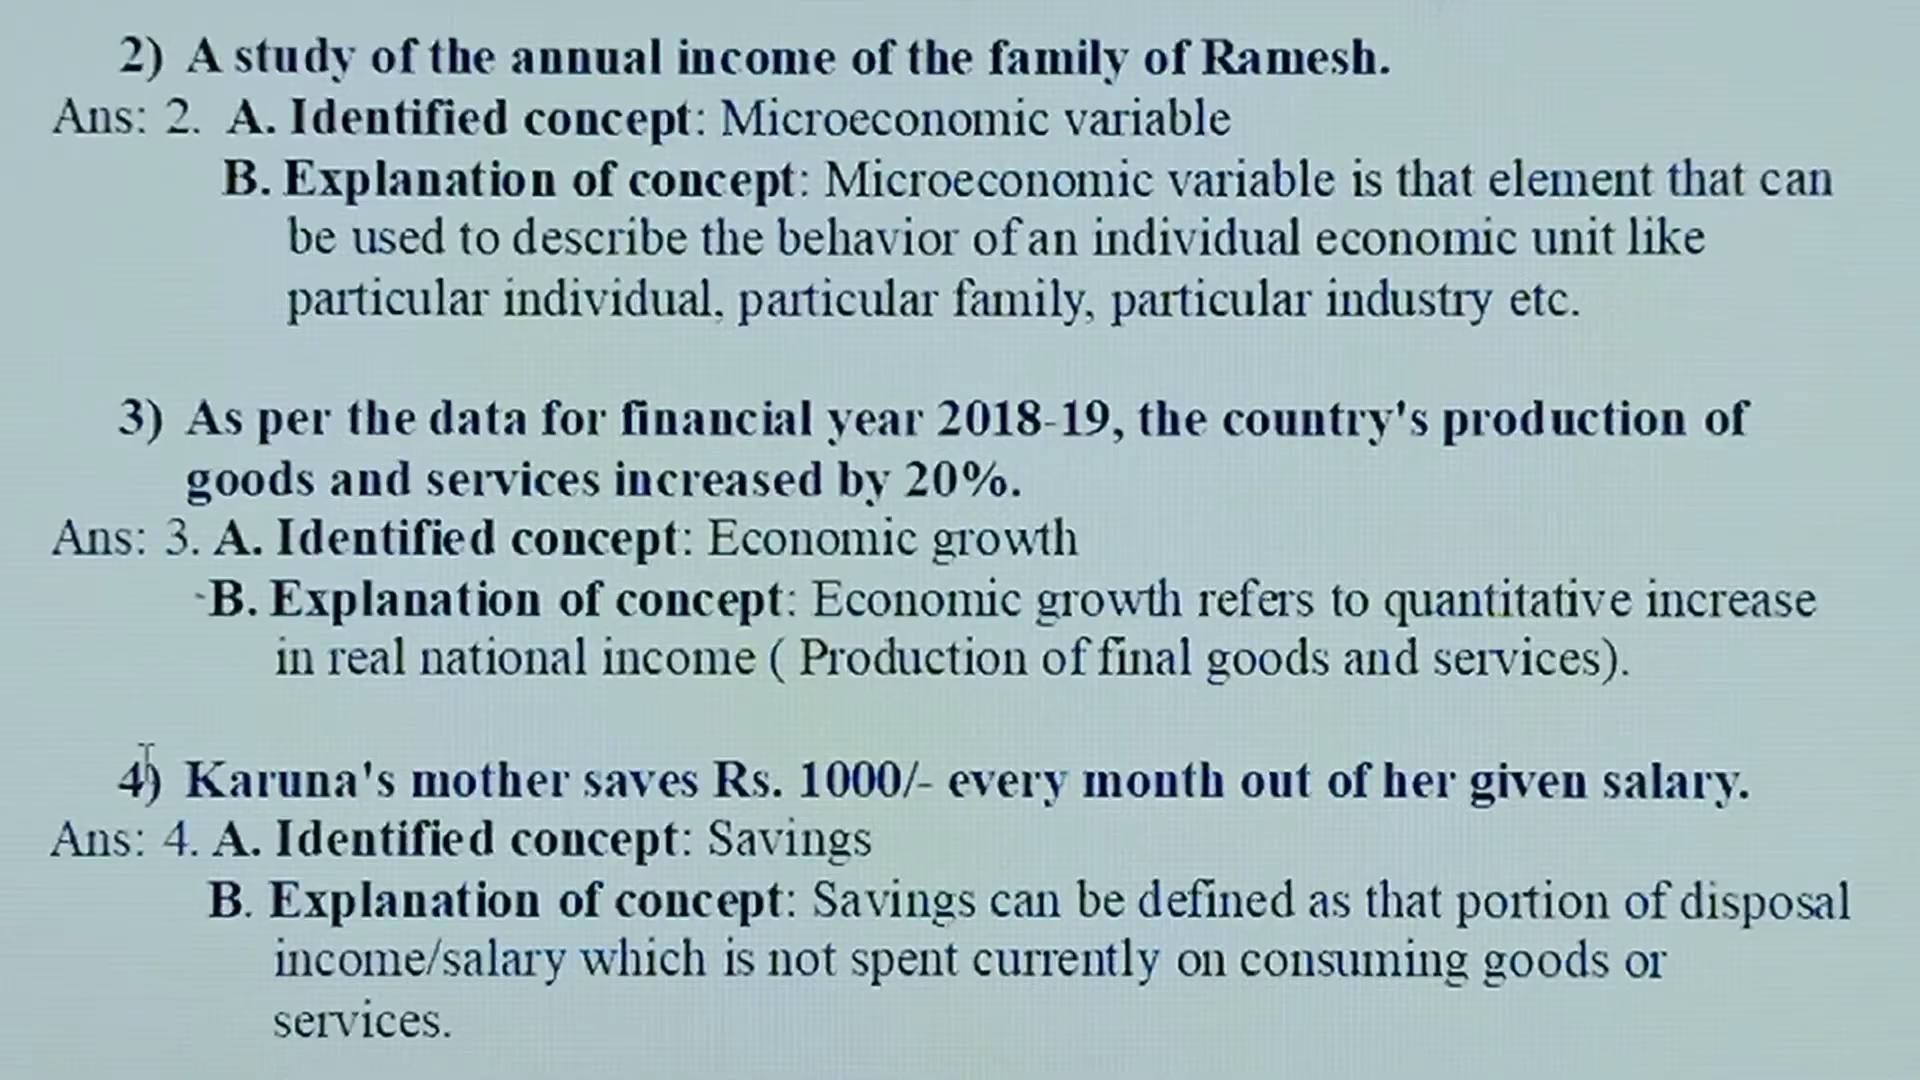 2) A study of the annual income of the family of Ramesh.
Ans: 2. A. Identified concept: Microeconomic variable
B. Explanation of concept: Microeconomic variable is that element that can
be used to describe the behavior of an individual economic unit like
particular individual, particular family, particular industry etc.
3) As per the data for financial year 2018-19, the country's production of
goods and services increased by 20%.
Ans: 3. A. Identified concept: Economic growth
B. Explanation of concept: Economic growth refers to quantitative increase
in real national income ( Production of final goods and services).
4) Karuna's mother saves Rs. 1000/- every month out of her given salary.
Ans: 4. A. Identified concept: Savings
B. Explanation of concept: Savings can be defined as that portion of disposal
income/salary which is not spent currently on consuming goods or
services.